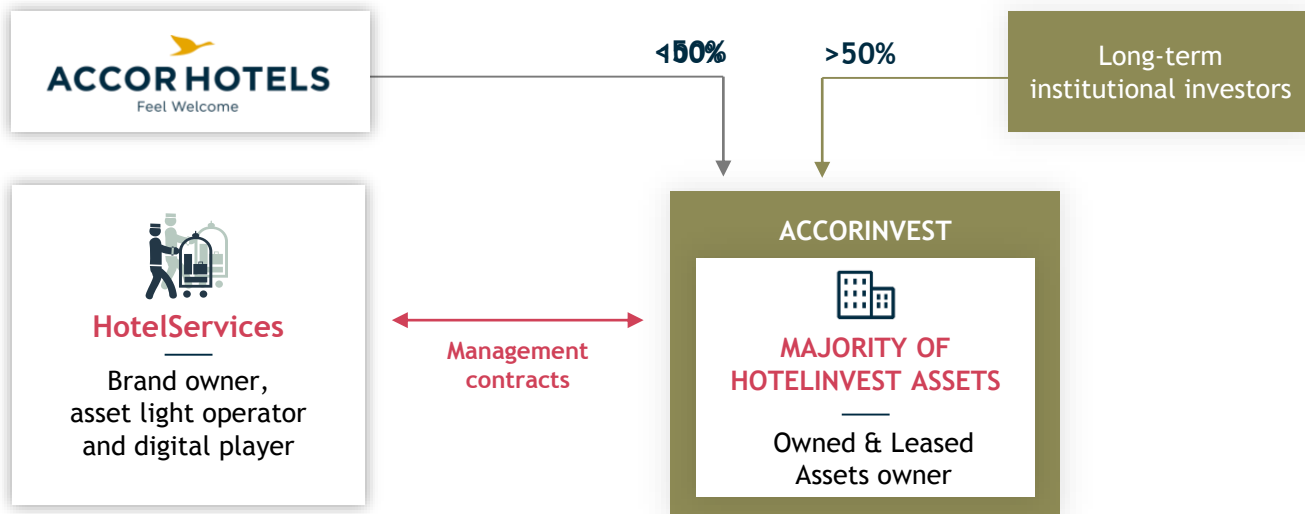 ACCOR HOTELS
Feel Welcome
<50%
>50%
Long-term
institutional investors
HotelServices
Brand owner,
asset light operator
and digital player
Management
contracts
ACCORINVEST
MAJORITY OF
HOTELINVEST ASSETS
Owned & Leased
Assets owner